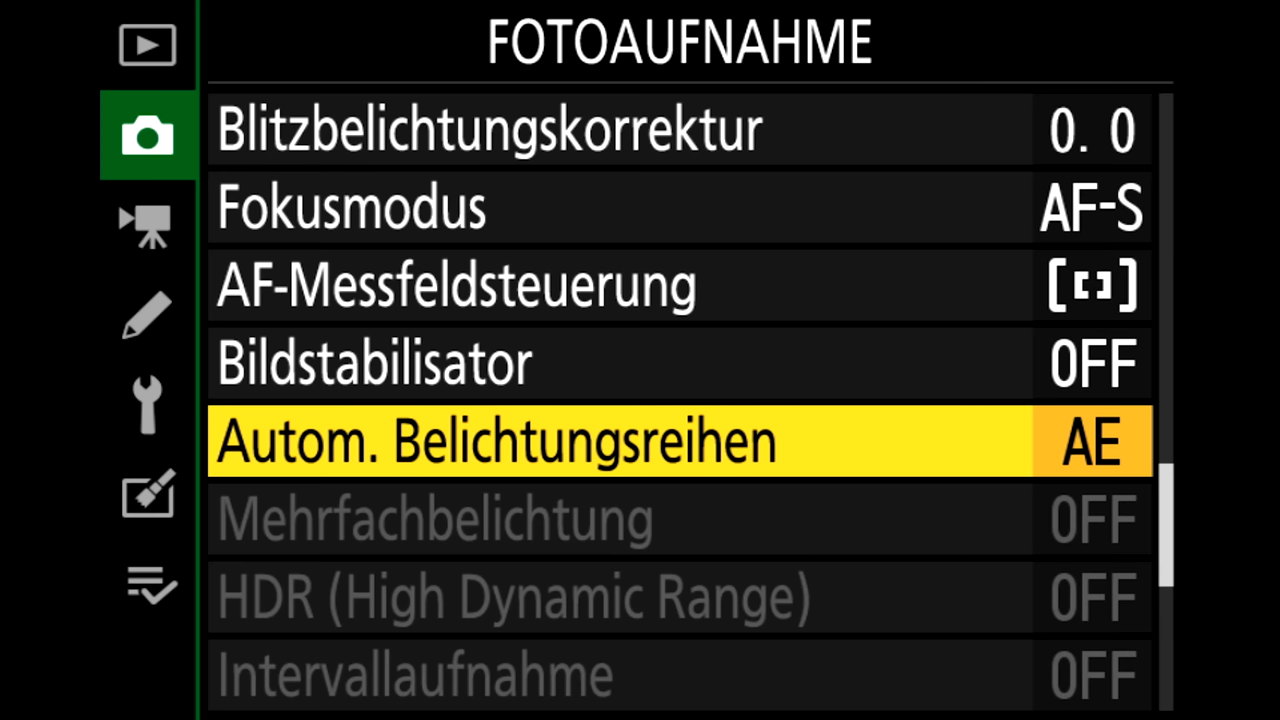 FOTOAUFNAHME
Blitzbelichtungskorrektur 0. 0
Fokusmodus AF-S
AF-Messfeldsteuerung
Bildstabilisator OFF
Autom. Belichtungsreihen AE
Mehrfachbelichtung OFF
HDR (High Dynamic Range) OFF
Intervallaufnahme OFF